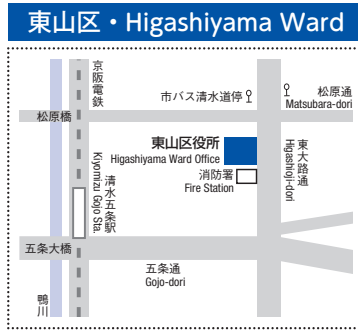 東山区・Higashiyama Ward
京阪電鉄
市バス清水道停
松原通
Matsubara-dori
松原橋
東山区役所
Higashiyama Ward Office
消防署
Fire Station
東大路通
Higashioji-dori
清水五条駅
Kiyomizu Gojo Sta.
五条大橋
五条通
Gojo-dori
鴨川